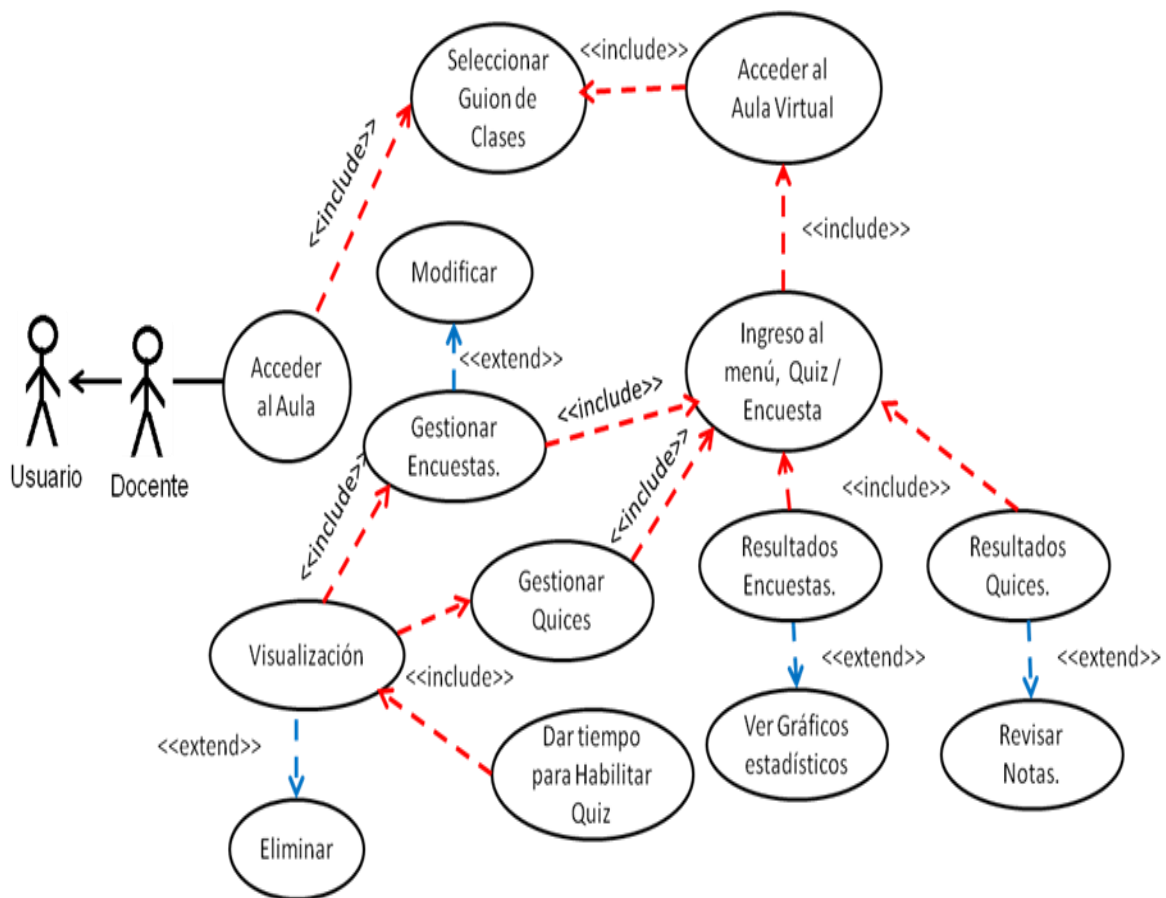 <<include>>
Seleccionar
Guion de
Clases
Acceder al
Aula Virtual
<<include>>
<<include>>
Modificar
<<extend>>
Ingreso al
menú, Quiz /
Encuesta
Acceder
al Aula
<<include>>
Gestionar
Encuestas.
Usuario
Docente
<<include>>
<<include>>
<<include>>
Resultados
Encuestas.
Resultados
Quices.
Gestionar
Quices
Visualización
<<include>>
<<extend>>
<<extend>>
<<extend>>
Dar tiempo
para Habilitar
Quiz
Ver Gráficos
estadísticos
Revisar
Notas.
Eliminar